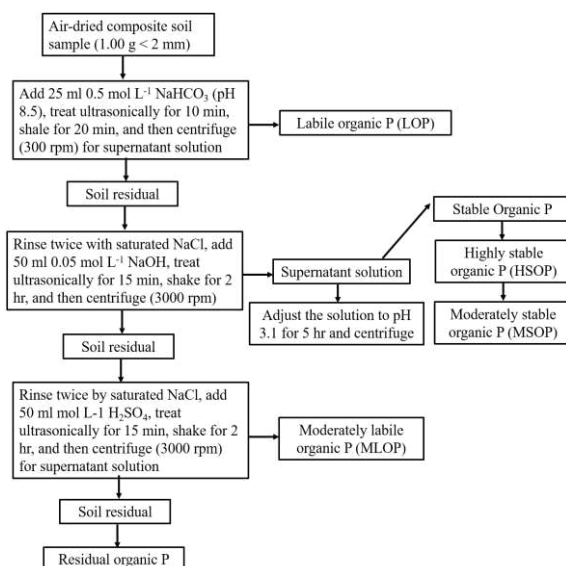 Air-dried composite soil
sample (1.00 g < 2 mm)
Add 25 ml 0.5 mol L⁻¹ NaHCO₃ (pH
8.5), treat ultrasonically for 10 min,
shale for 20 min, and then centrifuge
(300 rpm) for supernatant solution
Labile organic P (LOP)
Soil residual
Rinse twice with saturated NaCl, add
50 ml 0.05 mol L⁻¹ NaOH, treat
ultrasonically for 15 min, shake for 2
hr, and then centrifuge (3000 rpm)
Supernatant solution
Stable Organic P
Highly stable
organic P (HSOP)
Moderately stable
organic P (MSOP)
Adjust the solution to pH
3.1 for 5 hr and centrifuge
Soil residual
Rinse twice by saturated NaCl, add
50 ml mol L-1 H₂SO₄, treat
ultrasonically for 15 min, shake for 2
hr, and then centrifuge (3000 rpm)
for supernatant solution
Moderately labile
organic P (MLOP)
Soil residual
Residual organic P